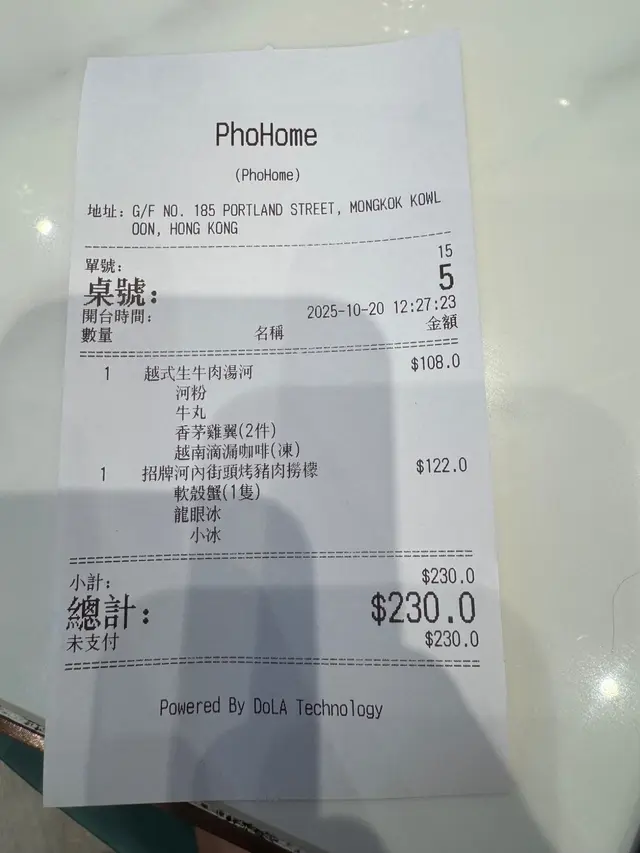 PhoHome
(PhoHome)
地址: G/F NO. 185 PORTLAND STREET, MONGKOK KOWL
OON, HONG KONG
單號: 15
桌號: 5
開台時間: 2025-10-20 12:27:23
數量 名稱 金額
1 越式生牛肉湯河 $108.0
河粉
牛丸
香茅雞翼(2件)
越南滴漏咖啡(凍)
1 招牌河內街頭烤豬肉撈檬 $122.0
軟殼蟹(1隻)
龍眼冰
小冰
小計: $230.0
總計: $230.0
未支付 $230.0
Powered By DoLA Technology